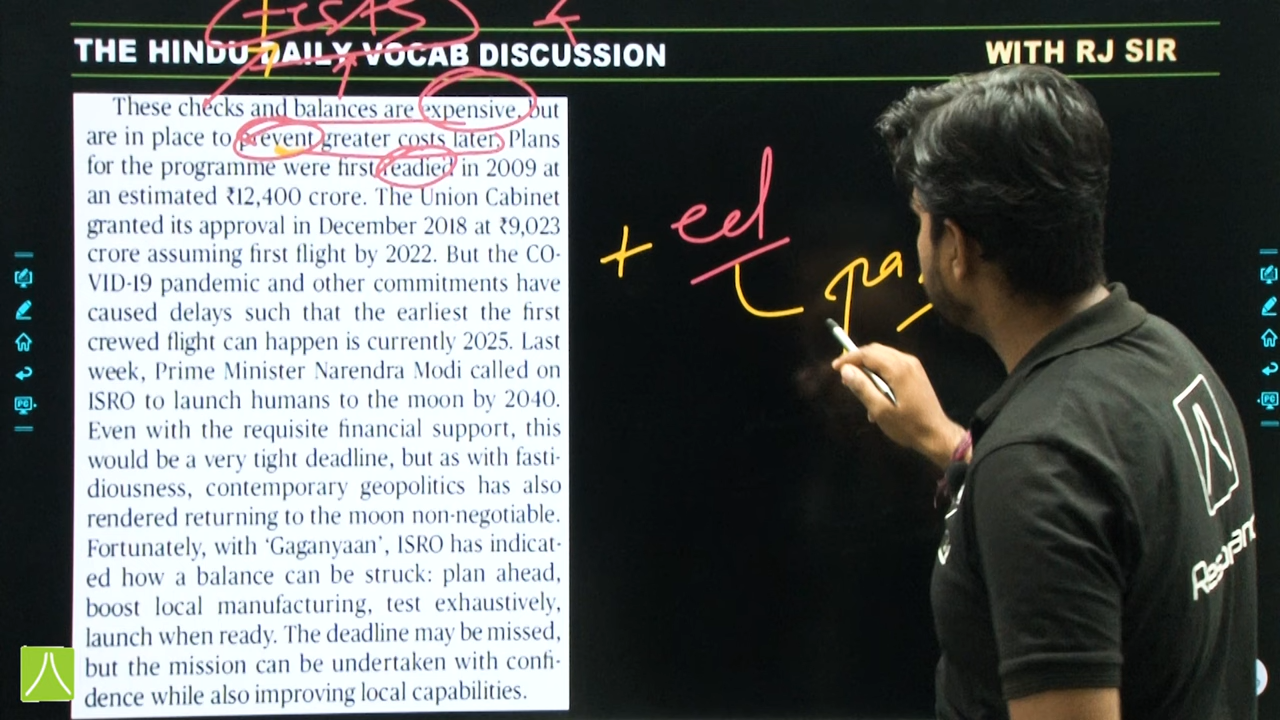 tests
THE HINDU DAILY VOCAB DISCUSSION
WITH RJ SIR
These checks and balances are expensive, but
are in place to prevent greater costs later. Plans
for the programme were first readied in 2009 at
an estimated ₹12,400 crore. The Union Cabinet
granted its approval in December 2018 at ₹9,023
crore assuming first flight by 2022. But the CO-
VID-19 pandemic and other commitments have
caused delays such that the earliest the first
crewed flight can happen is currently 2025. Last
week, Prime Minister Narendra Modi called on
ISRO to launch humans to the moon by 2040.
Even with the requisite financial support, this
would be a very tight deadline, but as with fasti-
diousness, contemporary geopolitics has also
rendered returning to the moon non-negotiable.
Fortunately, with ‘Gaganyaan’, ISRO has indicat-
ed how a balance can be struck: plan ahead,
boost local manufacturing, test exhaustively,
launch when ready. The deadline may be missed,
but the mission can be undertaken with confi-
dence while also improving local capabilities.
+ ed
pa
PC
PC